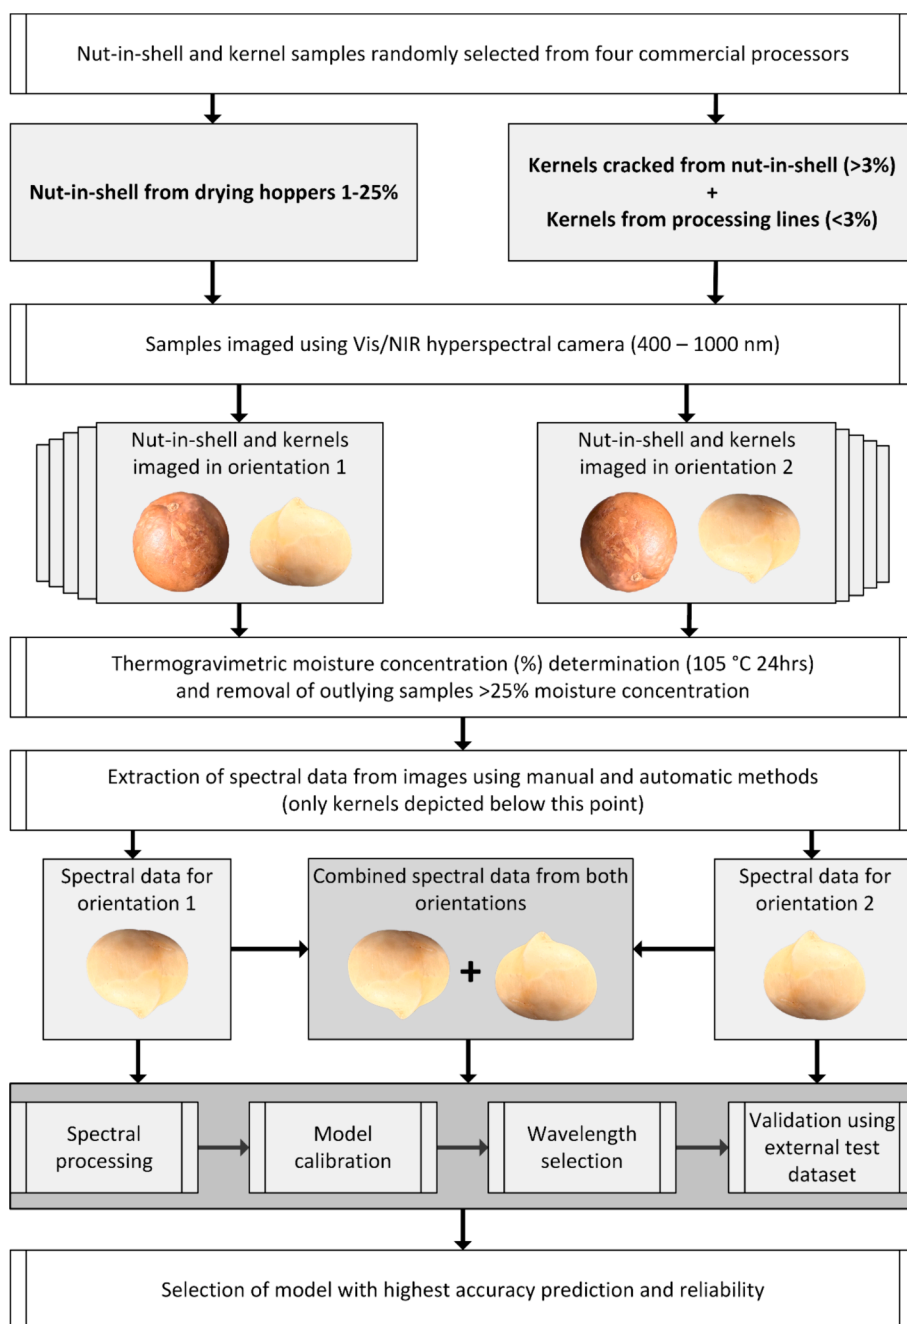 Nut-in-shell and kernel samples randomly selected from four commercial processors
Nut-in-shell from drying hoppers 1-25%
Kernels cracked from nut-in-shell (>3%)
+
Kernels from processing lines (<3%)
Samples imaged using Vis/NIR hyperspectral camera (400 – 1000 nm)
Nut-in-shell and kernels
imaged in orientation 1
Nut-in-shell and kernels
imaged in orientation 2
Thermogravimetric moisture concentration (%) determination (105 °C 24hrs)
and removal of outlying samples >25% moisture concentration
Extraction of spectral data from images using manual and automatic methods
(only kernels depicted below this point)
Spectral data for
orientation 1
Combined spectral data from both
orientations
+
Spectral data for
orientation 2
Spectral
processing
Model
calibration
Wavelength
selection
Validation using
external test
dataset
Selection of model with highest accuracy prediction and reliability